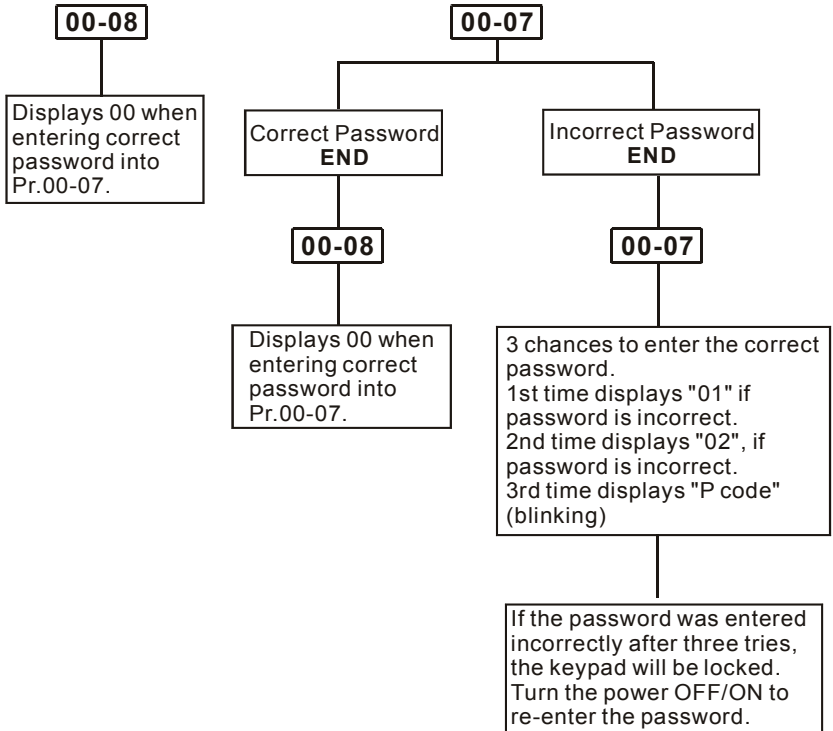 00-08
Displays 00 when
entering correct
password into
Pr.00-07.
00-07
Correct Password
END
00-08
Displays 00 when
entering correct
password into
Pr.00-07.
Incorrect Password
END
00-07
3 chances to enter the correct
password.
1st time displays "01" if
password is incorrect.
2nd time displays "02", if
password is incorrect.
3rd time displays "P code"
(blinking)
If the password was entered
incorrectly after three tries,
the keypad will be locked.
Turn the power OFF/ON to
re-enter the password.